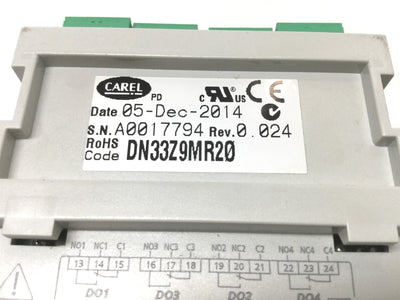 CAREL PD C RU US CE
Date 05-Dec-2014
S.N. A0017794 Rev. 0.024
RoHS
Code DN33Z9MR20
NO1 NC1 C1 NO3 NC3 C3 NO2 NC2 C2 NO4 NC4 C4
13 14 15 16 17 18 19 20 21 22 23 24
DO1 DO3 DO2 DO4